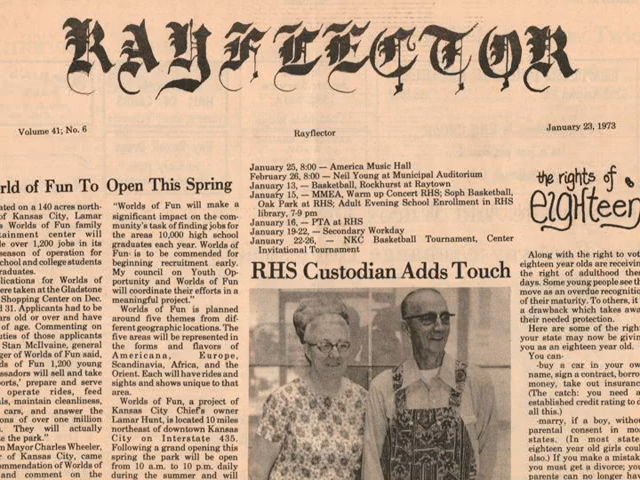 RAYFLECTOR
Volume 41; No. 6
Rayflector
January 23, 1973
rld of Fun To Open This Spring
ated on a 140 acres north-
of Kansas City, Lamar
s Worlds of Fun family
tainment center will
le over 1,200 jobs in its
season of operation for
chool and college students
raduates.
lications for Worlds of
ere taken at the Gladstone
Shopping Center on Dec.
d 31. Applicants had to be
ars old or over and have
of age. Commenting on
uties of those applicants
Stan McIlvaine, general
ger of Worlds of Fun said,
lds of Fun 1,200 young
ssadors will sell and take
orts,' prepare and serve
operate rides, feed
als, maintain cleanliness,
cars, and answer the
ions of over one million
They will actually
te the park."
n Mayor Charles Wheeler,
r of Kansas City, came
ommendation of Worlds of
and comment on the
"Worlds of Fun will make a
significant impact on the com-
munity's task of finding jobs for
the areas 10,000 high school
graduates each year. Worlds of
Fun is to be commended for
beginning recruitment early.
My council on Youth Op-
portunity and Worlds of Fun
will coordinate their efforts in a
meaningful project."
Worlds of Fun is planned
around five themes from dif-
ferent geographic locations. The
five areas will be represented in
the forms and flavors of
Americana, Europe,
Scandinavia, Africa, and the
Orient. Each will have rides and
sights and shows unique to that
area.
Worlds of Fun, a project of
Kansas City Chief's owner
Lamar Hunt, is located 10 miles
northeast of downtown Kansas
City on Interstate 435.
Following a grand opening this
spring the park will be open
from 10 a.m. to 10 p.m. daily
during the summer and will
January 25, 8:00 — America Music Hall
February 26, 8:00 — Neil Young at Municipal Auditorium
January 13, — Basketball, Rockhurst at Raytown
January 15, — MMEA, Warm up Concert RHS; Soph Basketball,
Oak Park at RHS; Adult Evening School Enrollment in RHS
library, 7-9 pm
January 16, — PTA at RHS
January 19-22, — Secondary Workday
January 22-26, — NKC Basketball Tournament, Center
Invitational Tournament
RHS Custodian Adds Touch
the rights of
eighteen
Along with the right to vot
eighteen year olds are receivin
the right of adulthood the
days. Some young people see th
move as an overdue recognitio
of their maturity. To others, it
a drawback which takes awa
their needed protection.
Here are some of the right
your state may now be giving
you as an eighteen year old.
You can-
-buy a car in your ow
name, sign a contract, borro
money, take out insuranc
(The catch: you need a
established credit rating to d
all this.)
-marry, if a boy, withou
parental consent in mos
states. (In most state
eighteen year old girls coul
also.) If you make a mistak
you must get a divorce; you
parents can no longer hav